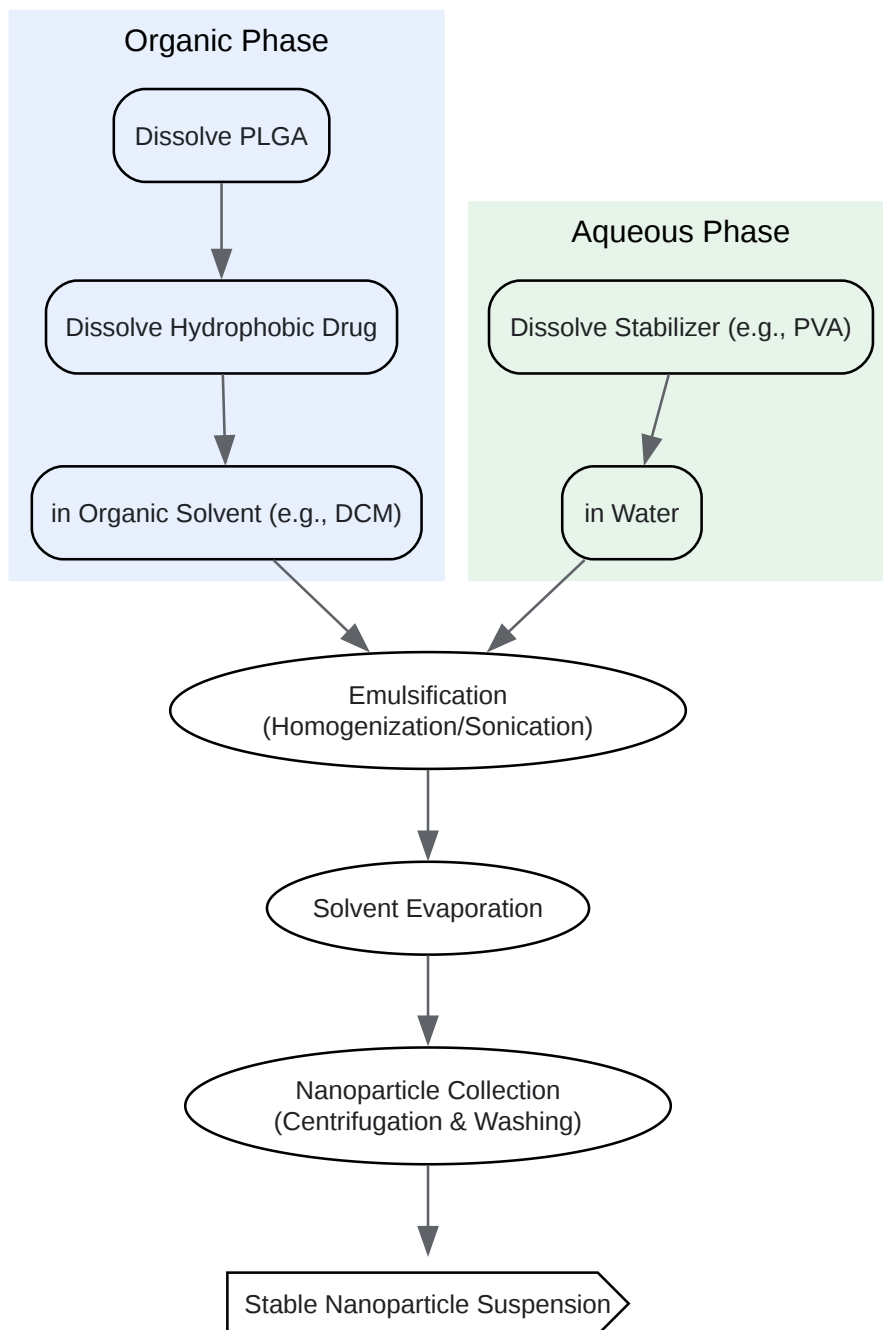 Organic Phase
Dissolve PLGA
Dissolve Hydrophobic Drug
in Organic Solvent (e.g., DCM)
Aqueous Phase
Dissolve Stabilizer (e.g., PVA)
in Water
Emulsification
(Homogenization/Sonication)
Solvent Evaporation
Nanoparticle Collection
(Centrifugation & Washing)
Stable Nanoparticle Suspension